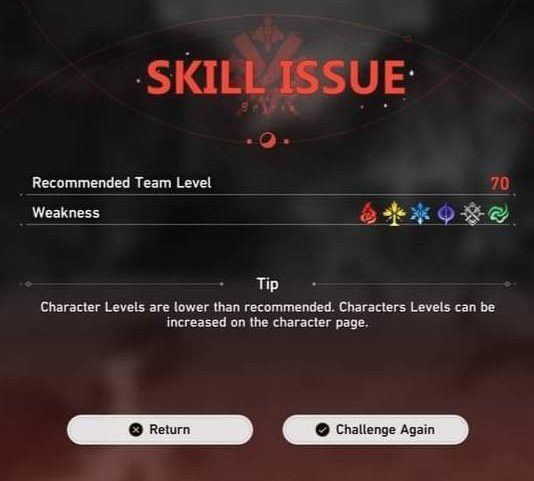 SKILL ISSUE
Recommended Team Level 70
Weakness
Tip
Character Levels are lower than recommended. Characters Levels can be
increased on the character page.
Return
Challenge Again